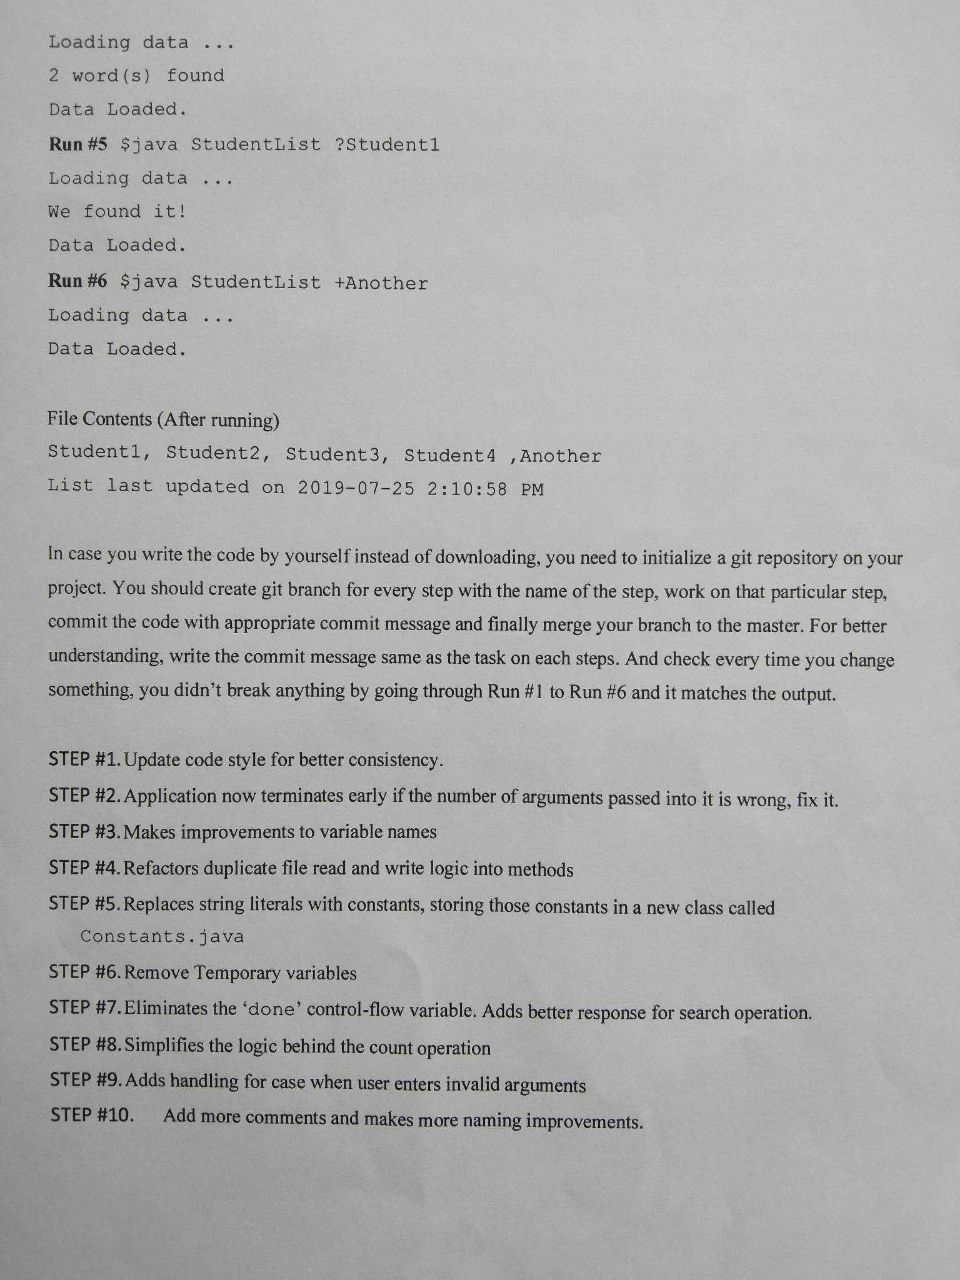 Loading data ...
2 word(s) found
Data Loaded.
Run #5 $java StudentList ?Student1
Loading data ...
We found it!
Data Loaded.
Run #6 $java StudentList +Another
Loading data ...
Data Loaded.
File Contents (After running)
Student1, Student2, Student3, Student4 ,Another
List last updated on 2019-07-25 2:10:58 PM
In case you write the code by yourself instead of downloading, you need to initialize a git repository on your
project. You should create git branch for every step with the name of the step, work on that particular step,
commit the code with appropriate commit message and finally merge your branch to the master. For better
understanding, write the commit message same as the task on each steps. And check every time you change
something, you didn't break anything by going through Run #1 to Run #6 and it matches the output.
STEP #1. Update code style for better consistency.
STEP #2. Application now terminates early if the number of arguments passed into it is wrong, fix it.
STEP #3. Makes improvements to variable names
STEP #4. Refactors duplicate file read and write logic into methods
STEP #5. Replaces string literals with constants, storing those constants in a new class called
Constants.java
STEP #6. Remove Temporary variables
STEP #7. Eliminates the 'done' control-flow variable. Adds better response for search operation.
STEP #8. Simplifies the logic behind the count operation
STEP #9. Adds handling for case when user enters invalid arguments
STEP #10. Add more comments and makes more naming improvements.